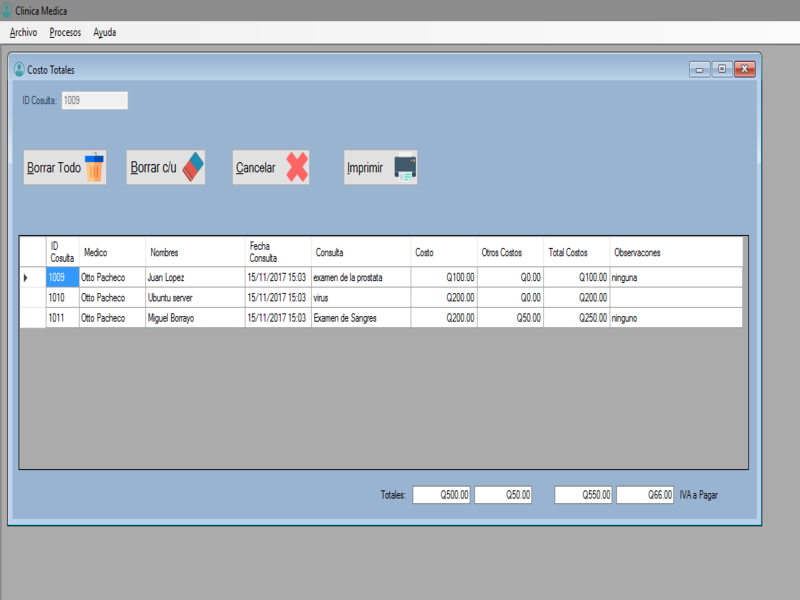 Clinica Medica
Archivo Procesos Ayuda
Costo Totales
ID Cosulta: 1009
Borrar Todo Borrar c/u Cancelar Imprimir
ID Cosulta Medico Nombres Fecha Consulta Consulta Costo Otros Costos Total Costos Observacones
1009 Otto Pacheco Juan Lopez 15/11/2017 15:03 examen de la prostata Q100.00 Q0.00 Q100.00 ninguna
1010 Otto Pacheco Ubuntu server 15/11/2017 15:03 virus Q200.00 Q0.00 Q200.00
1011 Otto Pacheco Miguel Borrayo 15/11/2017 15:03 Examen de Sangres Q200.00 Q50.00 Q250.00 ninguno
Totales: Q500.00 Q50.00 Q550.00 Q66.00 IVA a Pagar